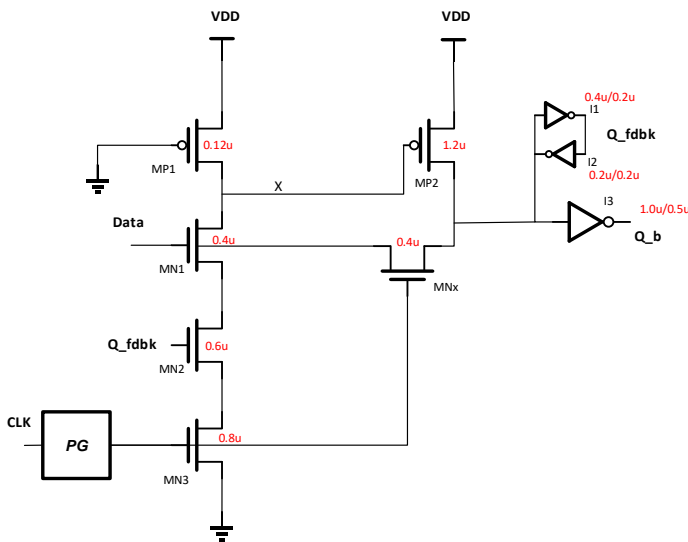 VDD
VDD
0.4u/0.2u
I1
Q_fdbk
0.12u
1.2u
I2
MP1
MP2
0.2u/0.2u
X
I3
1.0u/0.5u
Data
0.4u
0.4u
Q_b
MN1
MNx
Q_fdbk
0.6u
MN2
CLK
PG
0.8u
MN3